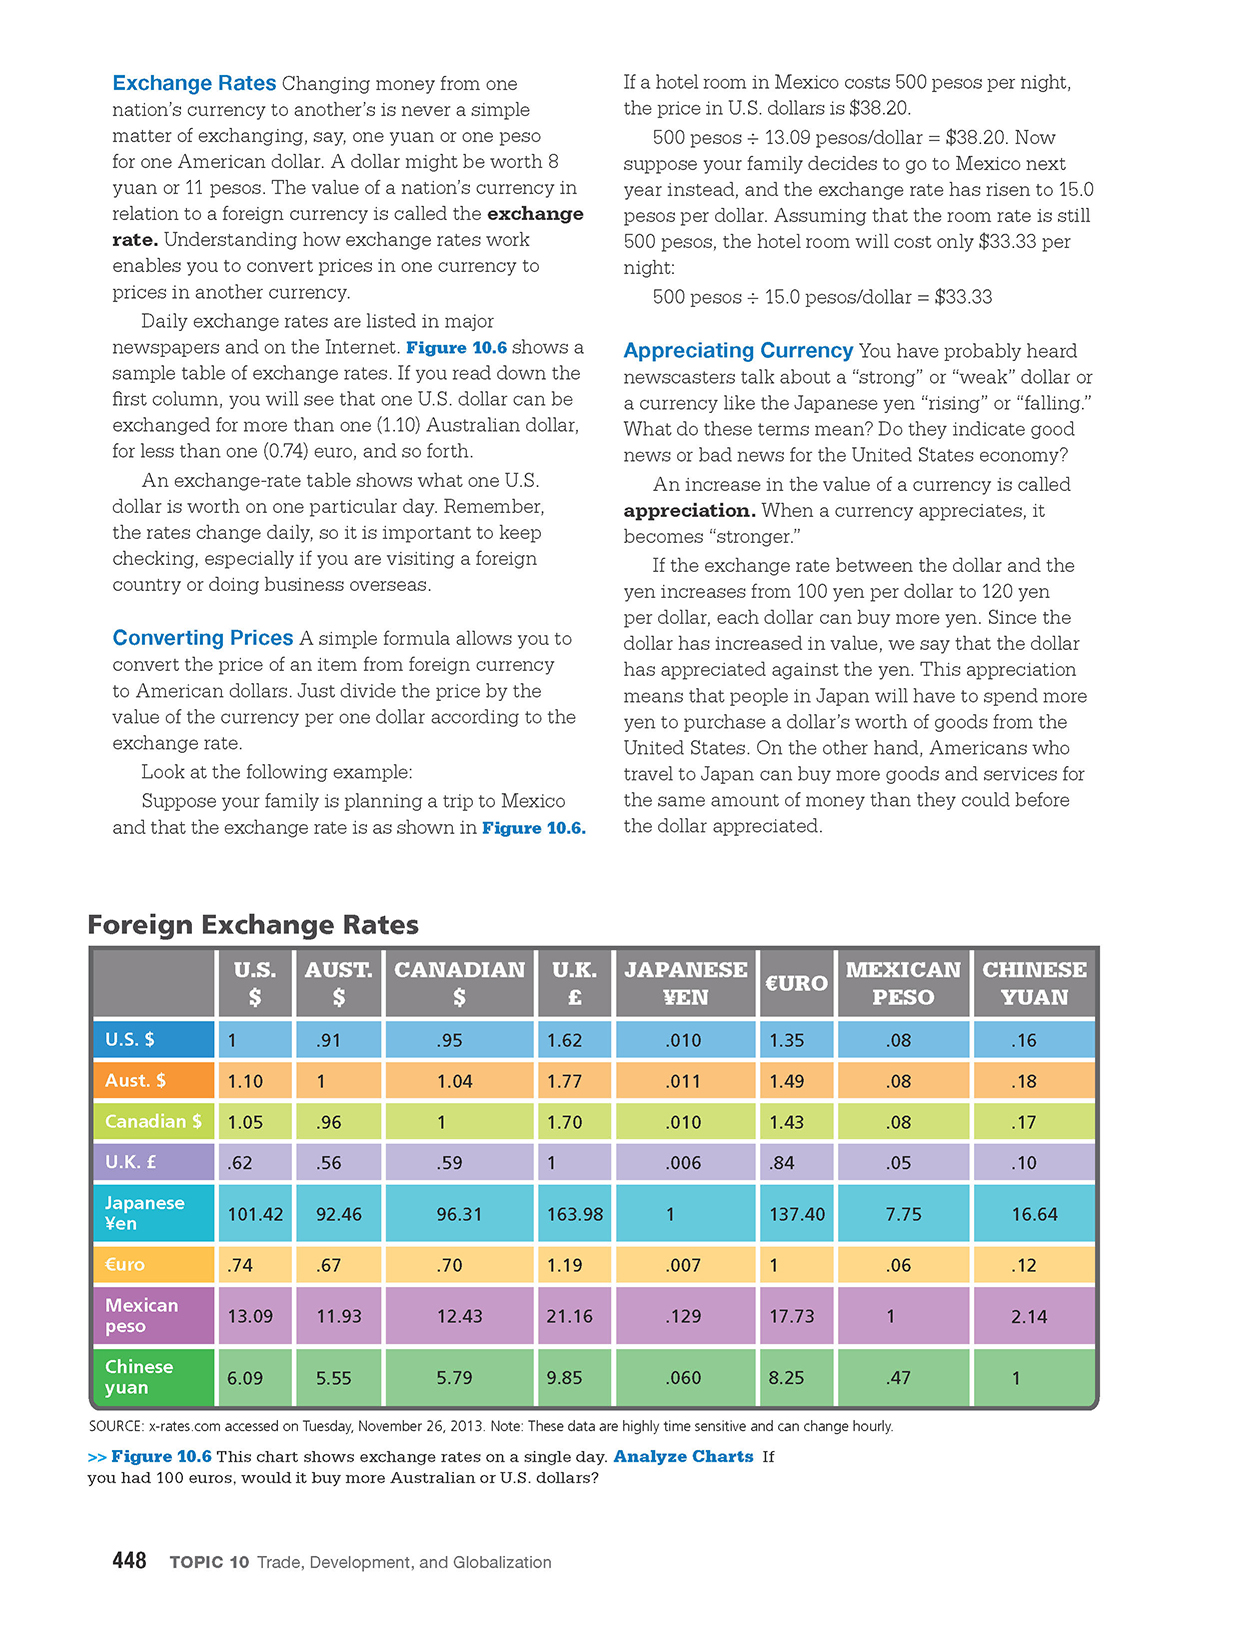 Exchange Rates Changing money from one
nation’s currency to another’s is never a simple
matter of exchanging, say, one yuan or one peso
for one American dollar. A dollar might be worth 8
yuan or 11 pesos. The value of a nation’s currency in
relation to a foreign currency is called the exchange
rate. Understanding how exchange rates work
enables you to convert prices in one currency to
prices in another currency.
Daily exchange rates are listed in major
newspapers and on the Internet. Figure 10.6 shows a
sample table of exchange rates. If you read down the
first column, you will see that one U.S. dollar can be
exchanged for more than one (1.10) Australian dollar,
for less than one (0.74) euro, and so forth.
An exchange-rate table shows what one U.S.
dollar is worth on one particular day. Remember,
the rates change daily, so it is important to keep
checking, especially if you are visiting a foreign
country or doing business overseas.
Converting Prices A simple formula allows you to
convert the price of an item from foreign currency
to American dollars. Just divide the price by the
value of the currency per one dollar according to the
exchange rate.
Look at the following example:
Suppose your family is planning a trip to Mexico
and that the exchange rate is as shown in Figure 10.6.
If a hotel room in Mexico costs 500 pesos per night,
the price in U.S. dollars is $38.20.
500 pesos ÷ 13.09 pesos/dollar = $38.20. Now
suppose your family decides to go to Mexico next
year instead, and the exchange rate has risen to 15.0
pesos per dollar. Assuming that the room rate is still
500 pesos, the hotel room will cost only $33.33 per
night:
500 pesos ÷ 15.0 pesos/dollar = $33.33
Appreciating Currency You have probably heard
newscasters talk about a “strong” or “weak” dollar or
a currency like the Japanese yen “rising” or “falling.”
What do these terms mean? Do they indicate good
news or bad news for the United States economy?
An increase in the value of a currency is called
appreciation. When a currency appreciates, it
becomes “stronger.”
If the exchange rate between the dollar and the
yen increases from 100 yen per dollar to 120 yen
per dollar, each dollar can buy more yen. Since the
dollar has increased in value, we say that the dollar
has appreciated against the yen. This appreciation
means that people in Japan will have to spend more
yen to purchase a dollar’s worth of goods from the
United States. On the other hand, Americans who
travel to Japan can buy more goods and services for
the same amount of money than they could before
the dollar appreciated.
Foreign Exchange Rates
U.S. $ AUST. $ CANADIAN $ U.K. £ JAPANESE ¥EN €URO MEXICAN PESO CHINESE YUAN
U.S. $ 1 .91 .95 1.62 .010 1.35 .08 .16
Aust. $ 1.10 1 1.04 1.77 .011 1.49 .08 .18
Canadian $ 1.05 .96 1 1.70 .010 1.43 .08 .17
U.K. £ .62 .56 .59 1 .006 .84 .05 .10
Japanese ¥en 101.42 92.46 96.31 163.98 1 137.40 7.75 16.64
€uro .74 .67 .70 1.19 .007 1 .06 .12
Mexican peso 13.09 11.93 12.43 21.16 .129 17.73 1 2.14
Chinese yuan 6.09 5.55 5.79 9.85 .060 8.25 .47 1
SOURCE: x-rates.com accessed on Tuesday, November 26, 2013. Note: These data are highly time sensitive and can change hourly.
>> Figure 10.6 This chart shows exchange rates on a single day. Analyze Charts If
you had 100 euros, would it buy more Australian or U.S. dollars?
448 TOPIC 10 Trade, Development, and Globalization